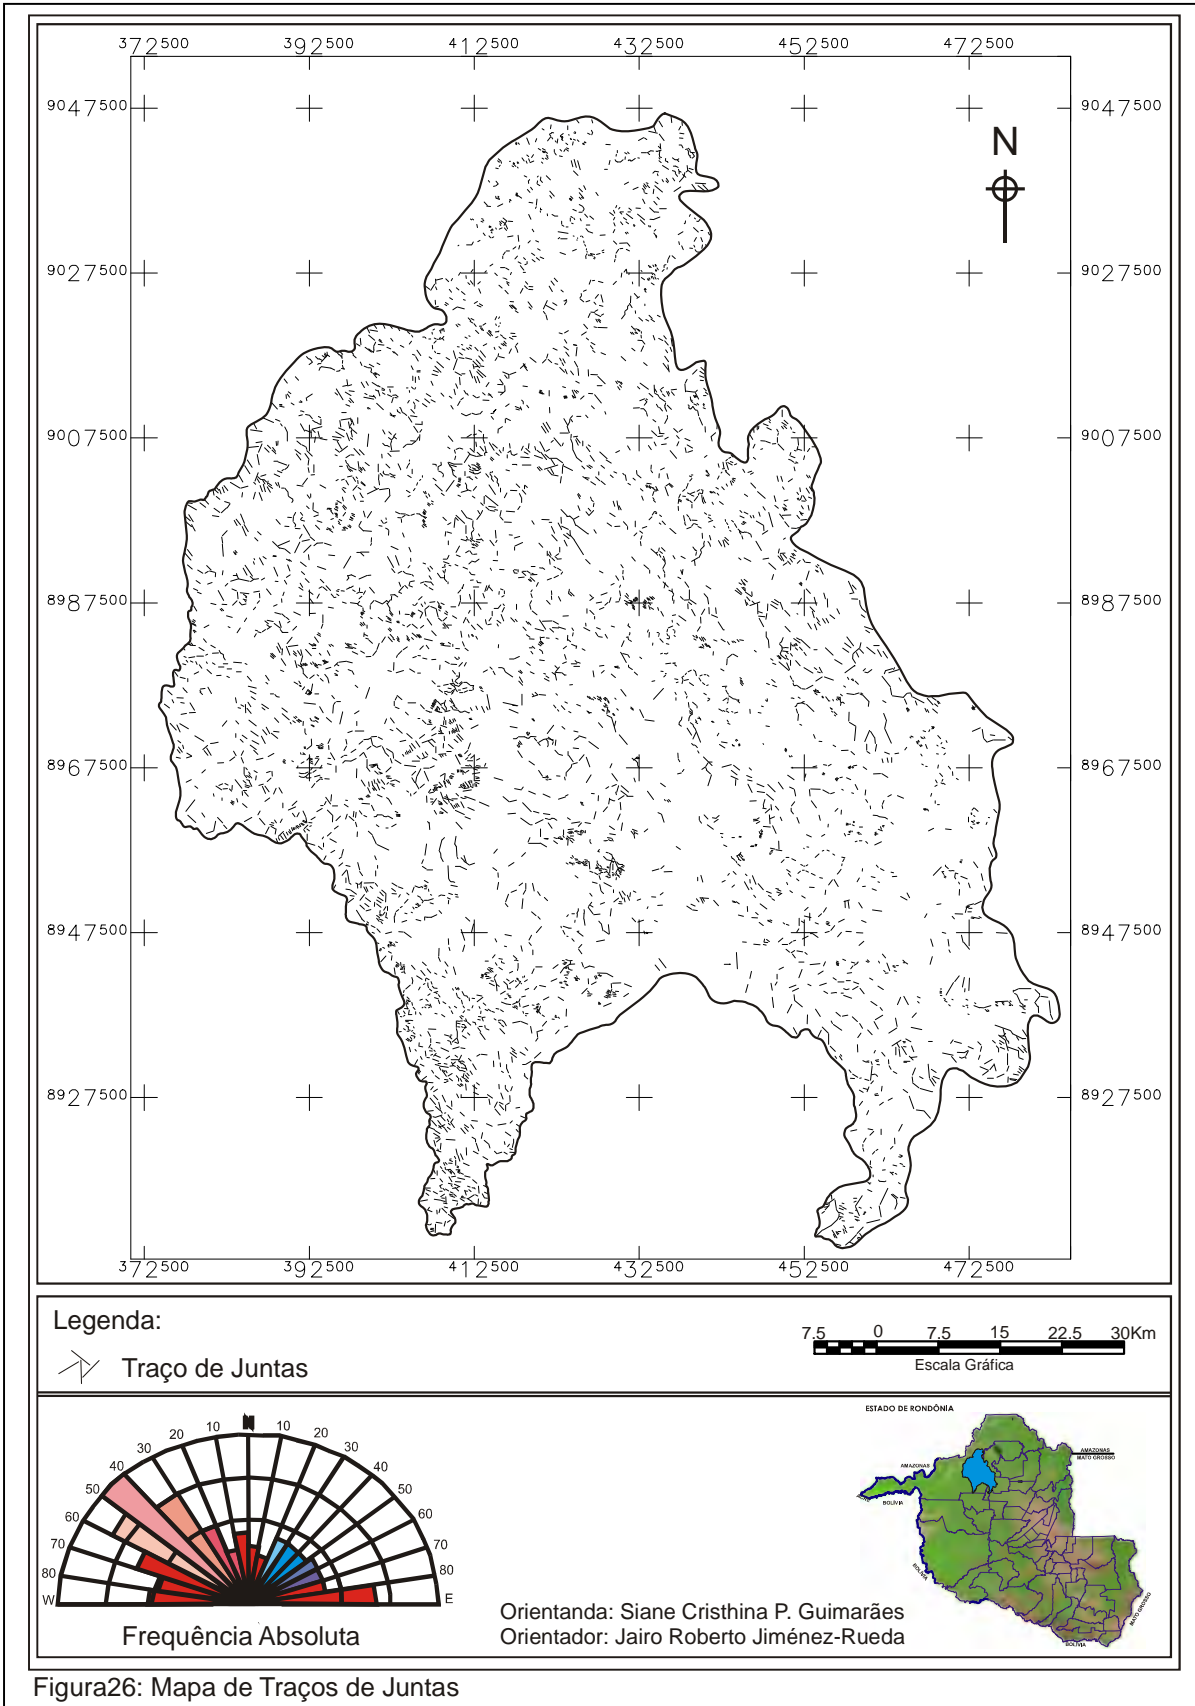 372500 392500 412500 432500 452500 472500
9047500 9047500
N
9027500 9027500
9007500 9007500
8987500 8987500
8967500 8967500
8947500 8947500
8927500 8927500
372500 392500 412500 432500 452500 472500
Legenda:
Traço de Juntas
7.5 0 7.5 15 22.5 30Km
Escala Gráfica
N
10 10
20 20
30 30
40 40
50 50
60 60
70 70
80 80
W E
Frequência Absoluta
ESTADO DE RONDÔNIA
AMAZONAS
AMAZONAS
MATO GROSSO
BOLÍVIA
BOLÍVIA
MATO GROSSO
BOLÍVIA
Orientanda: Siane Cristhina P. Guimarães
Orientador: Jairo Roberto Jiménez-Rueda
Figura26: Mapa de Traços de Juntas